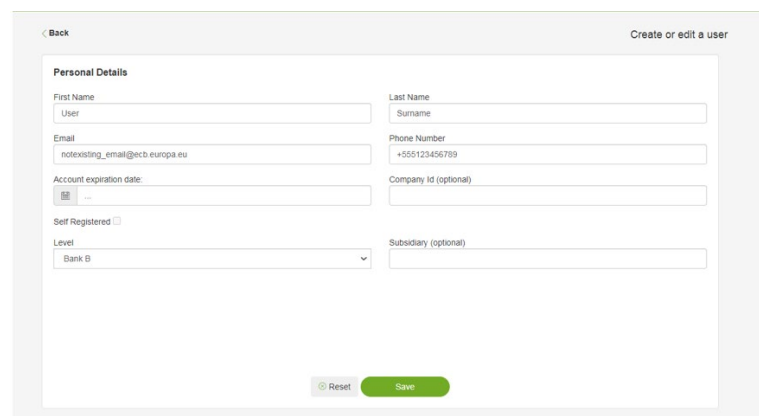 Back
Create or edit a user
Personal Details
First Name
Last Name
User
Surname
Email
Phone Number
notexisting_email@ecb.europa.eu
+555123456789
Account expiration date:
Company Id (optional)
...
Self Registered
Level
Subsidiary (optional)
Bank B
Reset
Save